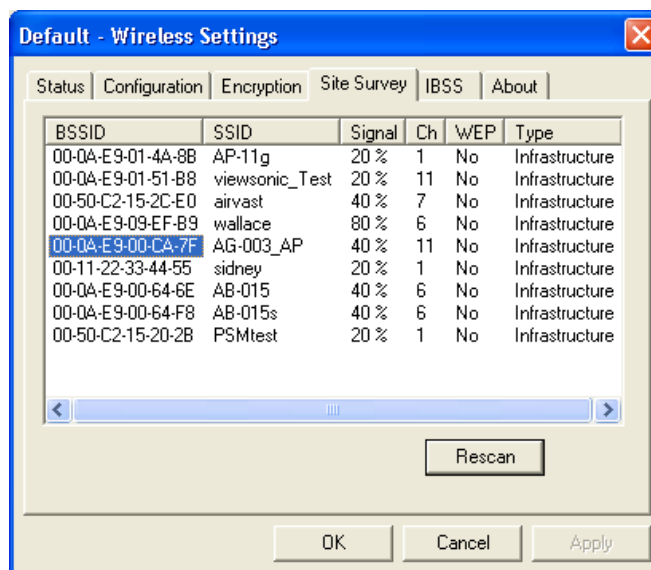 Default - Wireless Settings
Status Configuration Encryption Site Survey IBSS About
BSSID SSID Signal Ch WEP Type
00-0A-E9-01-4A-8B AP-11g 20 % 1 No Infrastructure
00-0A-E9-01-51-B8 viewsonic_Test 20 % 11 No Infrastructure
00-50-C2-15-2C-E0 airvast 40 % 7 No Infrastructure
00-0A-E9-09-EF-B9 wallace 80 % 6 No Infrastructure
00-0A-E9-00-CA-7F AG-003_AP 40 % 11 No Infrastructure
00-11-22-33-44-55 sidney 20 % 1 No Infrastructure
00-0A-E9-00-64-6E AB-015 40 % 6 No Infrastructure
00-0A-E9-00-64-F8 AB-015s 40 % 6 No Infrastructure
00-50-C2-15-20-2B PSMtest 20 % 1 No Infrastructure
Rescan
OK Cancel Apply